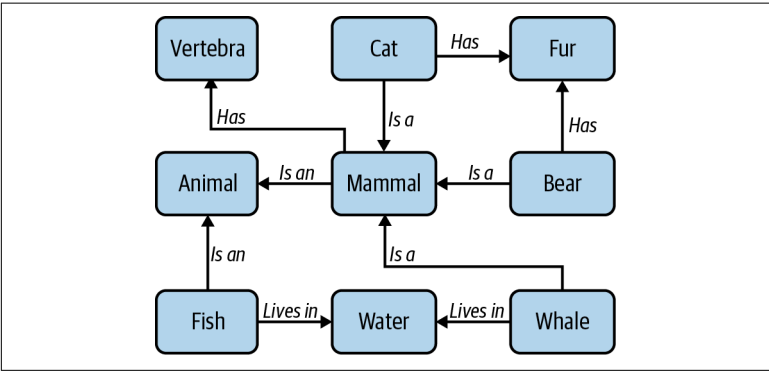 Vertebra
Cat
Has
Fur
Has
Is a
Has
Animal
Is an
Mammal
Is a
Bear
Is an
Is a
Fish
Lives in
Water
Lives in
Whale